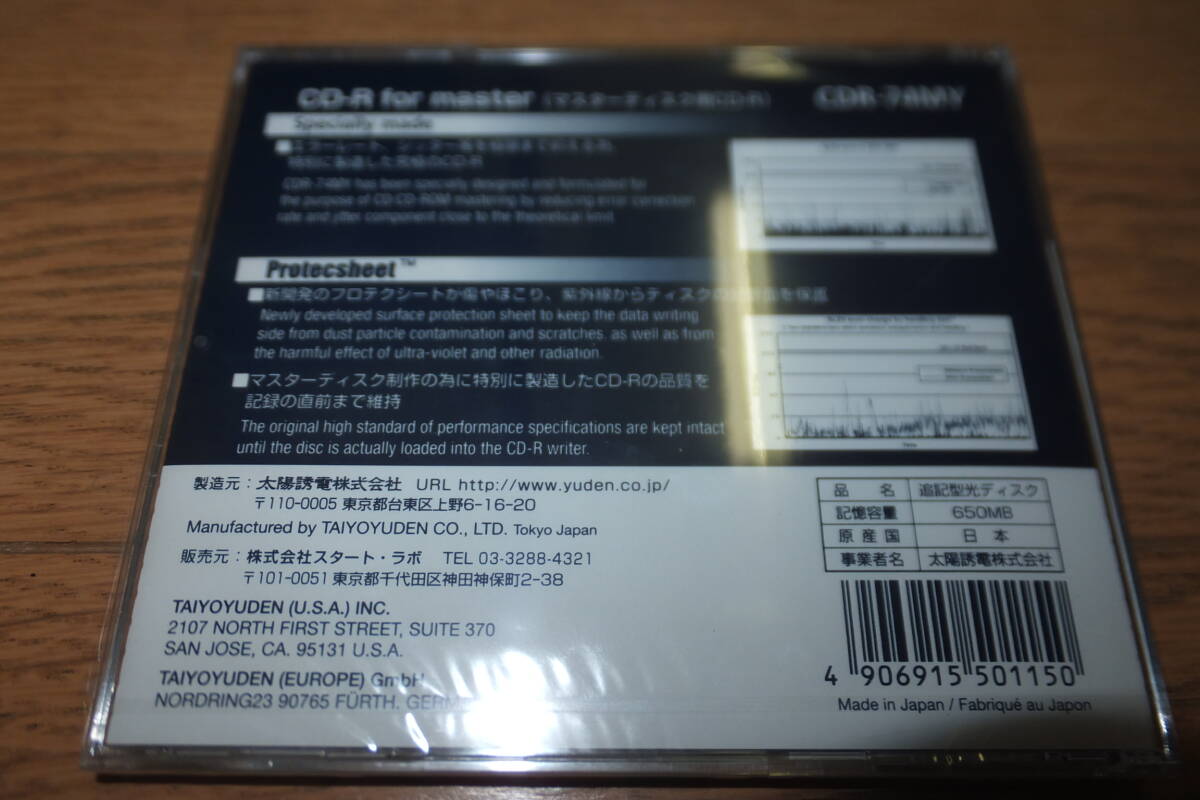 CD-R for master (マスターディスク用CD-R) CDR-74MY
Specially made
■エラーレート、ジッター等を極限まで抑えた為、
特別に製造した究極のCD-R
CDR-74MY has been specially designed and formulated for
the purpose of CD.CD-ROM mastering by reducing error correction
rate and jitter component close to the theoretical limit.
Protecsheet™
■新開発のプロテクシートが傷やほこり、紫外線からディスクの を保護
Newly developed surface protection sheet to keep the data writing
side from dust particle contamination and scratches, as well as from
the harmful effect of ultra-violet and other radiation.
■マスターディスク制作の為に特別に製造したCD-Rの品質を
記録の直前まで維持
The original high standard of performance specifications are kept intact
until the disc is actually loaded into the CD-R writer.
製造元：太陽誘電株式会社 URL http://www.yuden.co.jp/
〒110-0005 東京都台東区上野6-16-20
Manufactured by TAIYOYUDEN CO., LTD. Tokyo Japan
販売元：株式会社スタート・ラボ TEL 03-3288-4321
〒101-0051 東京都千代田区神田神保町2-38
TAIYOYUDEN (U.S.A.) INC.
2107 NORTH FIRST STREET, SUITE 370
SAN JOSE, CA. 95131 U.S.A.
TAIYOYUDEN (EUROPE) GmbH
NORDRING23 90765 FÜRTH.
品名 追記型光ディスク
記憶容量 650MB
原産国 日本
事業者名 太陽誘電株式会社
4 906915 501150
Made in Japan / Fabriqué au Japon